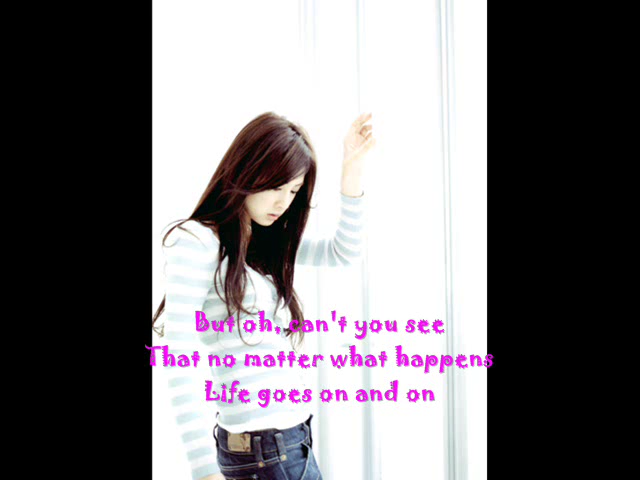 But oh, can't you see
That no matter what happens
Life goes on and on